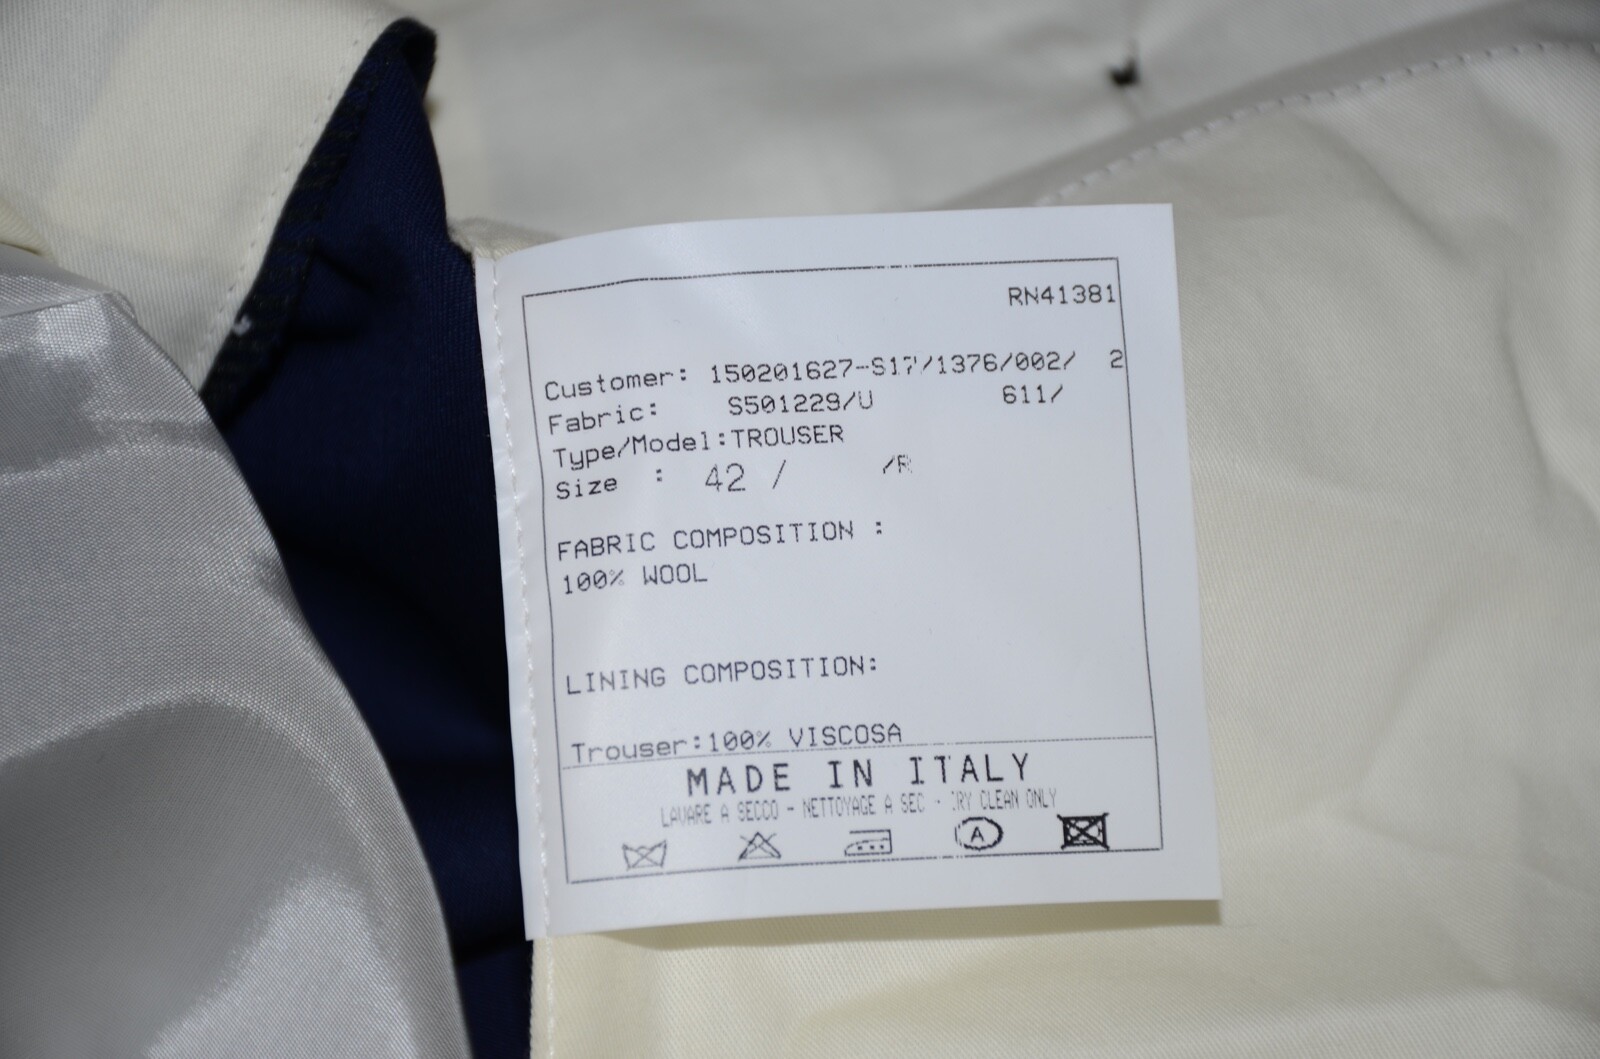 RN41381
Customer: 150201627-S17/1376/002/ 2
Fabric: S501229/U 611/
Type/Model:TROUSER
Size : 42 / /R
FABRIC COMPOSITION :
100% WOOL
LINING COMPOSITION:
Trouser:100% VISCOSA
MADE IN ITALY
LAVARE A SECCO - NETTOYAGE A SEC - DRY CLEAN ONLY
A